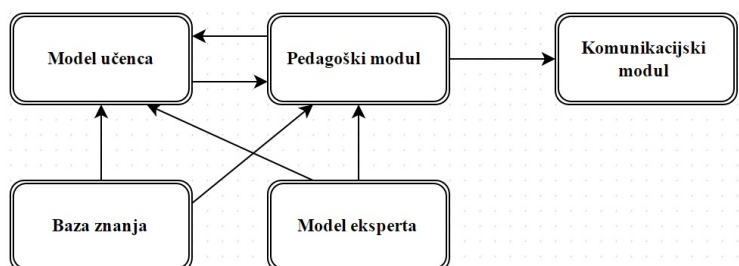 Model učenca
Pedagoški modul
Komunikacijski
modul
Baza znanja
Model eksperta